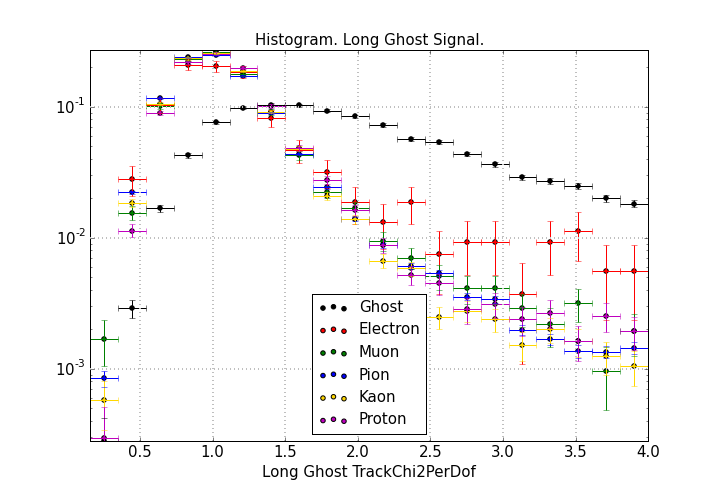 Histogram. Long Ghost Signal.
10^-1
10^-2
10^-3
Ghost
Electron
Muon
Pion
Kaon
Proton
0.5 1.0 1.5 2.0 2.5 3.0 3.5 4.0
Long Ghost TrackChi2PerDof